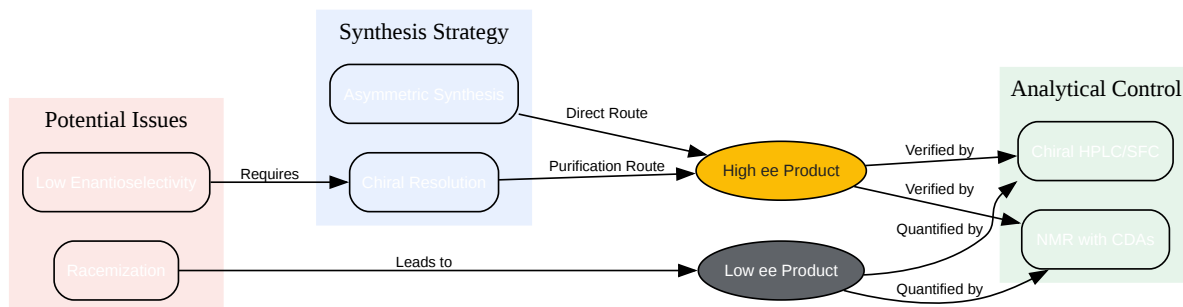 Synthesis Strategy
Asymmetric Synthesis
Chiral Resolution
Potential Issues
Low Enantioselectivity
Racemization
Analytical Control
Chiral HPLC/SFC
NMR with CDAs
High ee Product
Low ee Product
Direct Route
Purification Route
Requires
Leads to
Verified by
Verified by
Quantified by
Quantified by